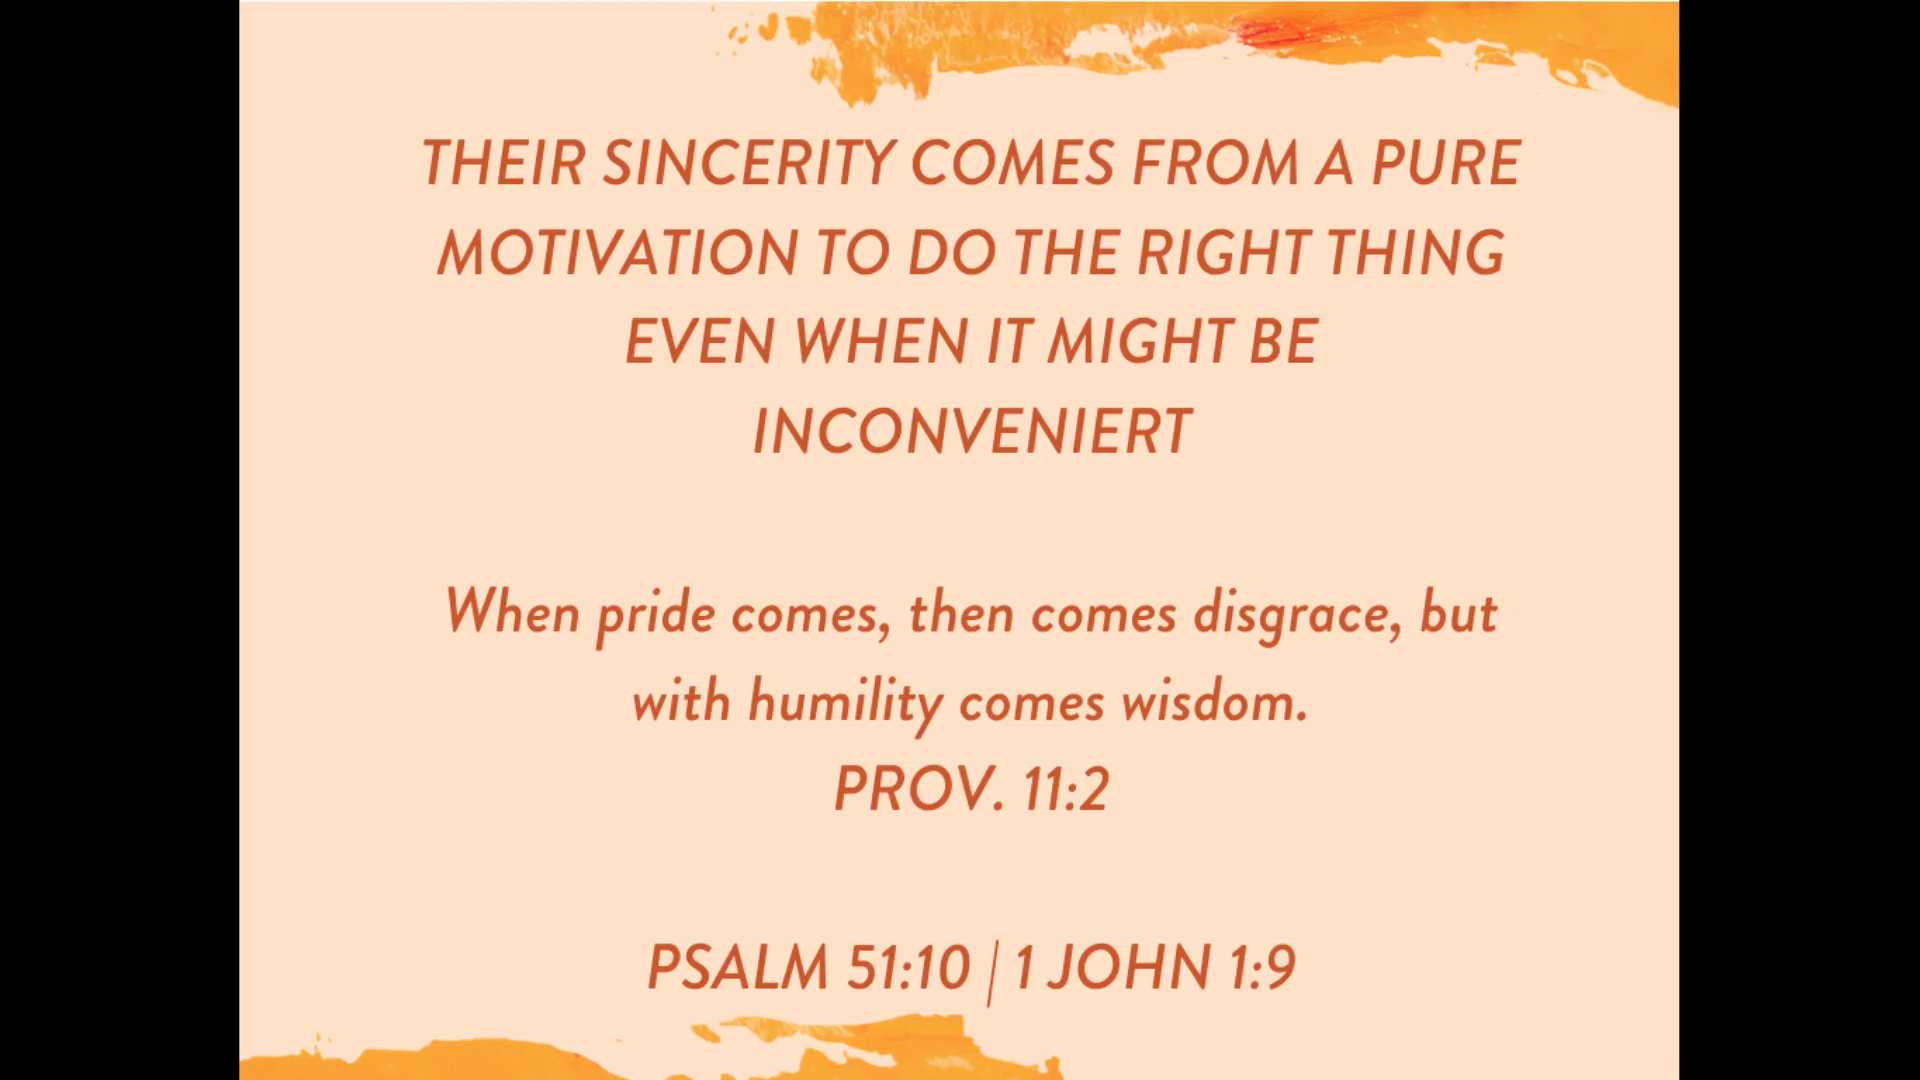 THEIR SINCERITY COMES FROM A PURE
MOTIVATION TO DO THE RIGHT THING
EVEN WHEN IT MIGHT BE
INCONVENIERT
When pride comes, then comes disgrace, but
with humility comes wisdom.
PROV. 11:2
PSALM 51:10 | 1 JOHN 1:9